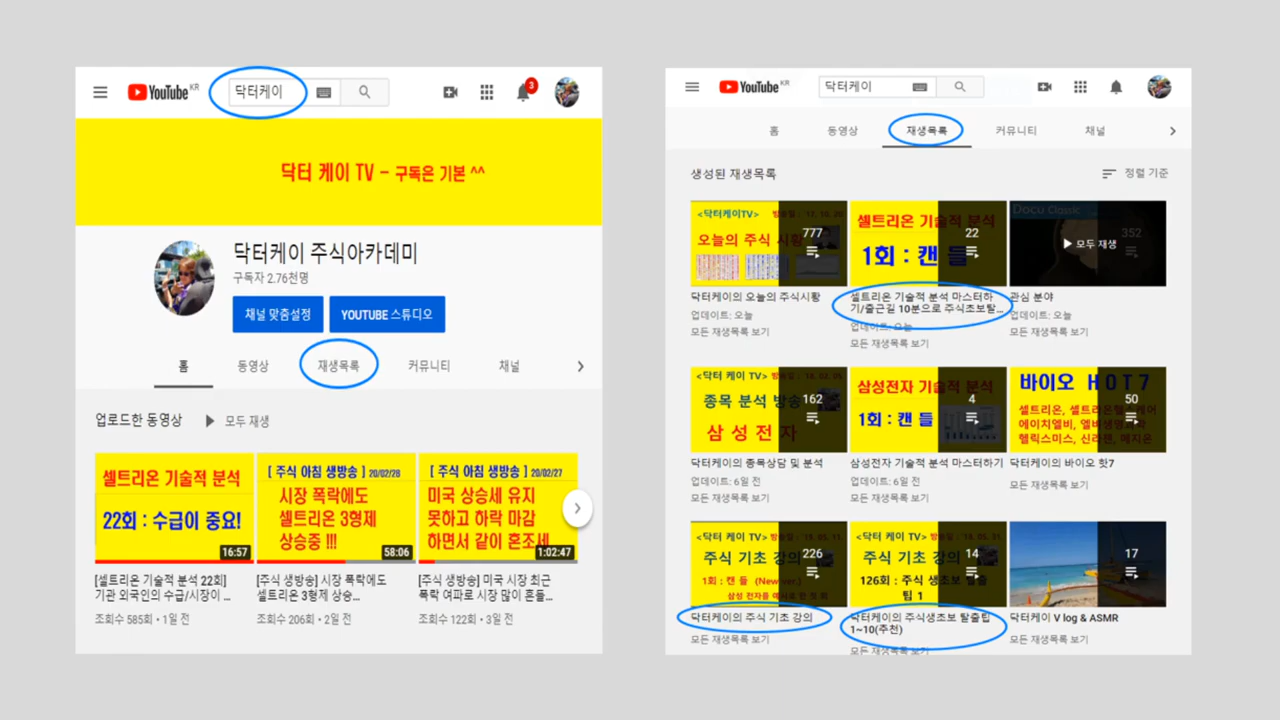 YouTube KR
닥터케이
3
닥터 케이 TV - 구독은 기본 ^^
닥터케이 주식아카데미
구독자 2.76천명
채널 맞춤설정
YOUTUBE 스튜디오
홈
동영상
재생목록
커뮤니티
채널
업로드한 동영상
모두 재생
셀트리온 기술적 분석
22회 : 수급이 중요!
16:57
[셀트리온 기술적 분석 22회]
기관 외국인의 수급/시장이 ...
조회수 585회 • 1일 전
[ 주식 아침 생방송 ] 20/02/28
시장 폭락에도
셀트리온 3형제
상승중 !!!
58:06
[주식 생방송] 시장 폭락에도
셀트리온 3형제 상승...
조회수 206회 • 2일 전
[ 주식 아침 생방송 ] 20/02/27
미국 상승세 유지
못하고 하락 마감
하면서 같이 혼조세
1:02:47
[주식 생방송] 미국 시장 최근
폭락 여파로 시장 많이 흔들...
조회수 122회 • 3일 전
YouTube KR
닥터케이
홈
동영상
재생목록
커뮤니티
채널
생성된 재생목록
정렬 기준
<닥터케이TV>
오늘의 주식 시황
777
닥터케이의 오늘의 주식시황
업데이트: 오늘
모든 재생목록 보기
셀트리온 기술적 분석
1회 : 캔 들
22
셀트리온 기술적 분석 마스터하
기/출근길 10분으로 주식초보탈...
업데이트: 오늘
모든 재생목록 보기
Docu Classic
352
모두 재생
관심 분야
업데이트: 오늘
모든 재생목록 보기
<닥터 케이 TV>
종목 분석 방송
삼 성 전 자
162
닥터케이의 종목상담 및 분석
업데이트: 6일 전
모든 재생목록 보기
삼성전자 기술적 분석
1회 : 캔 들
4
삼성전자 기술적 분석 마스터하기
업데이트: 6일 전
모든 재생목록 보기
바이오 H O T 7
셀트리온, 셀트리온헬스케어
에이치엘비, 엘비생명과학
헬릭스미스, 신라젠, 메지온
50
닥터케이의 바이오 핫7
모든 재생목록 보기
<닥터 케이 TV>
주식 기초 강의
1회 : 캔 들 (New ver.)
226
닥터케이의 주식 기초 강의
모든 재생목록 보기
<닥터 케이 TV>
주식 기초 강의
126회 : 주식 생초보 탈출
팁 1
14
닥터케이의 주식생초보 탈출팁
1~10(추천)
모든 재생목록 보기
17
닥터케이 V log & ASMR
모든 재생목록 보기